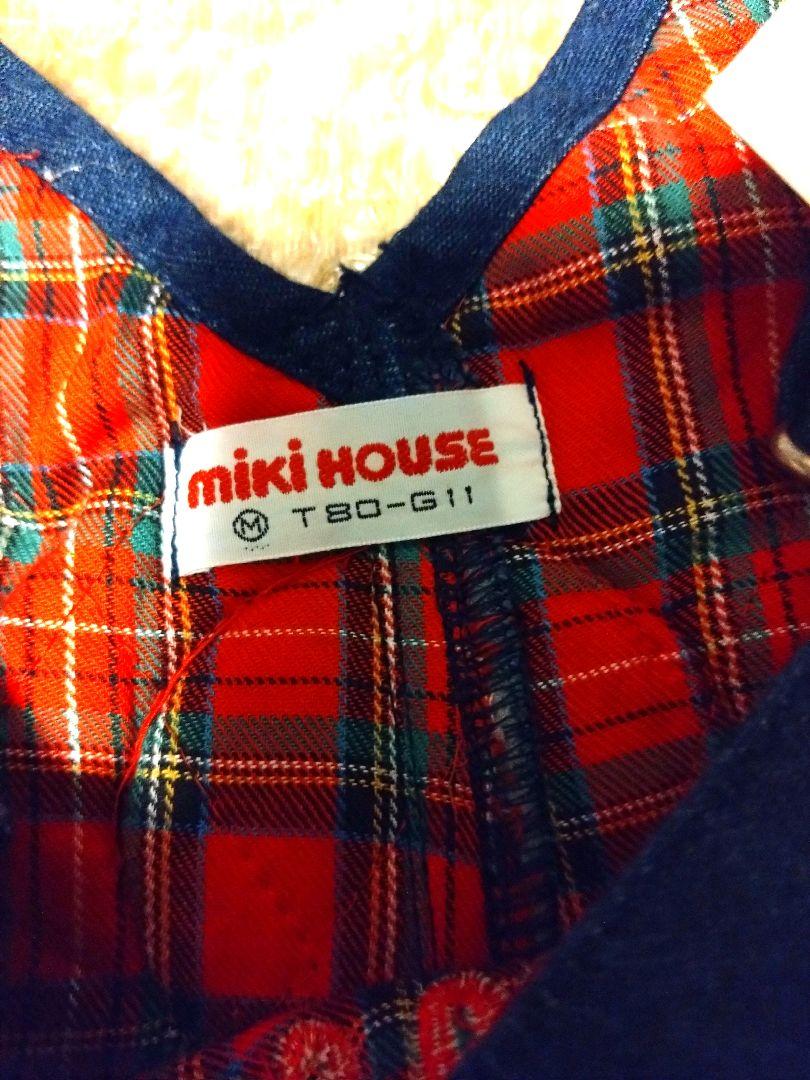 miki HOUSE
Ⓜ T80-G11